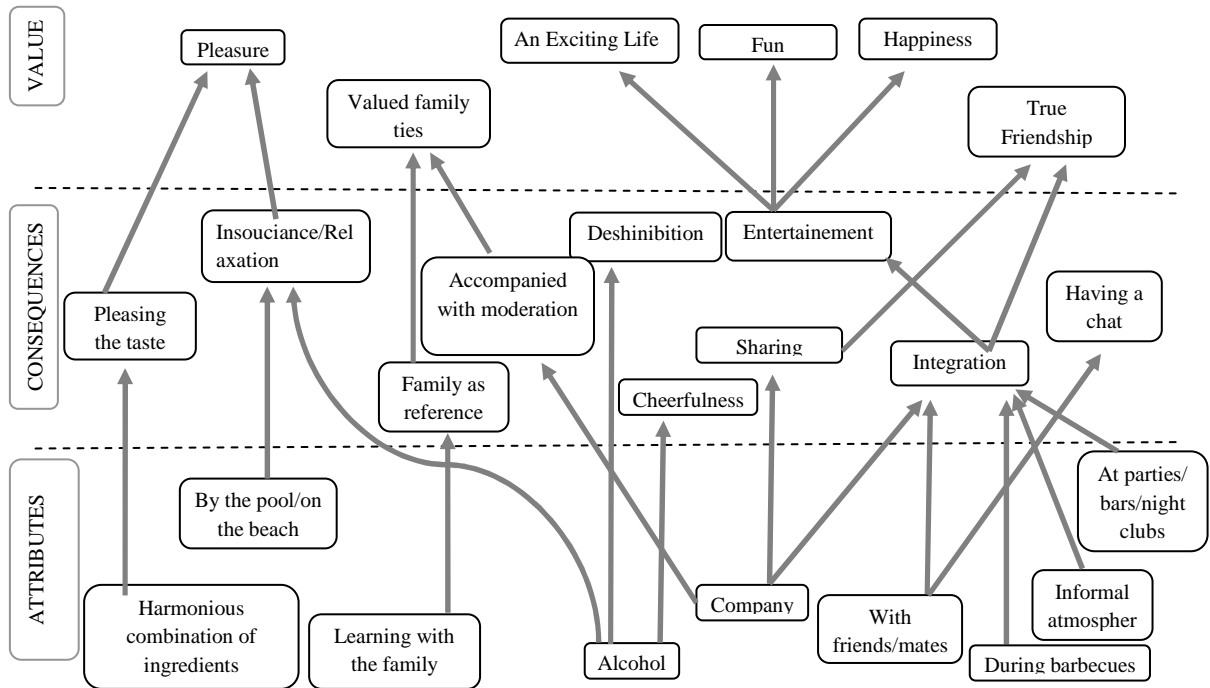 VALUE
Pleasure
An Exciting Life
Fun
Happiness
Valued family
ties
True
Friendship
CONSEQUENCES
Insouciance/Rel
axation
Deshinibition
Entertainement
Accompanied
with moderation
Having a
chat
Pleasing
the taste
Sharing
Integration
Family as
reference
Cheerfulness
ATTRIBUTES
By the pool/on
the beach
At parties/
bars/night
clubs
Harmonious
combination of
ingredients
Learning with
the family
Alcohol
Company
With
friends/mates
Informal
atmospher
During barbecues